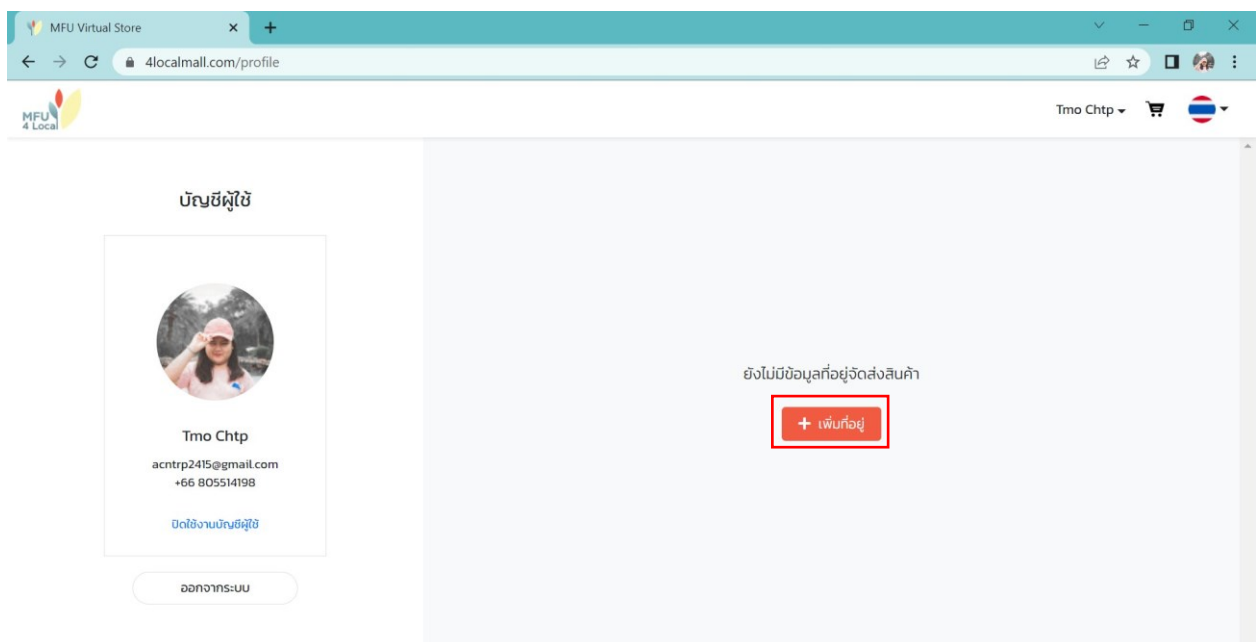 MFU Virtual Store
4localmall.com/profile
MFU
4 Local
Tmo Chtp
บัญชีผู้ใช้
Tmo Chtp
acntrp2415@gmail.com
+66 805514198
ปิดใช้งานบัญชีผู้ใช้
ออกจากระบบ
ยังไม่มีข้อมูลที่อยู่จัดส่งสินค้า
+ เพิ่มที่อยู่